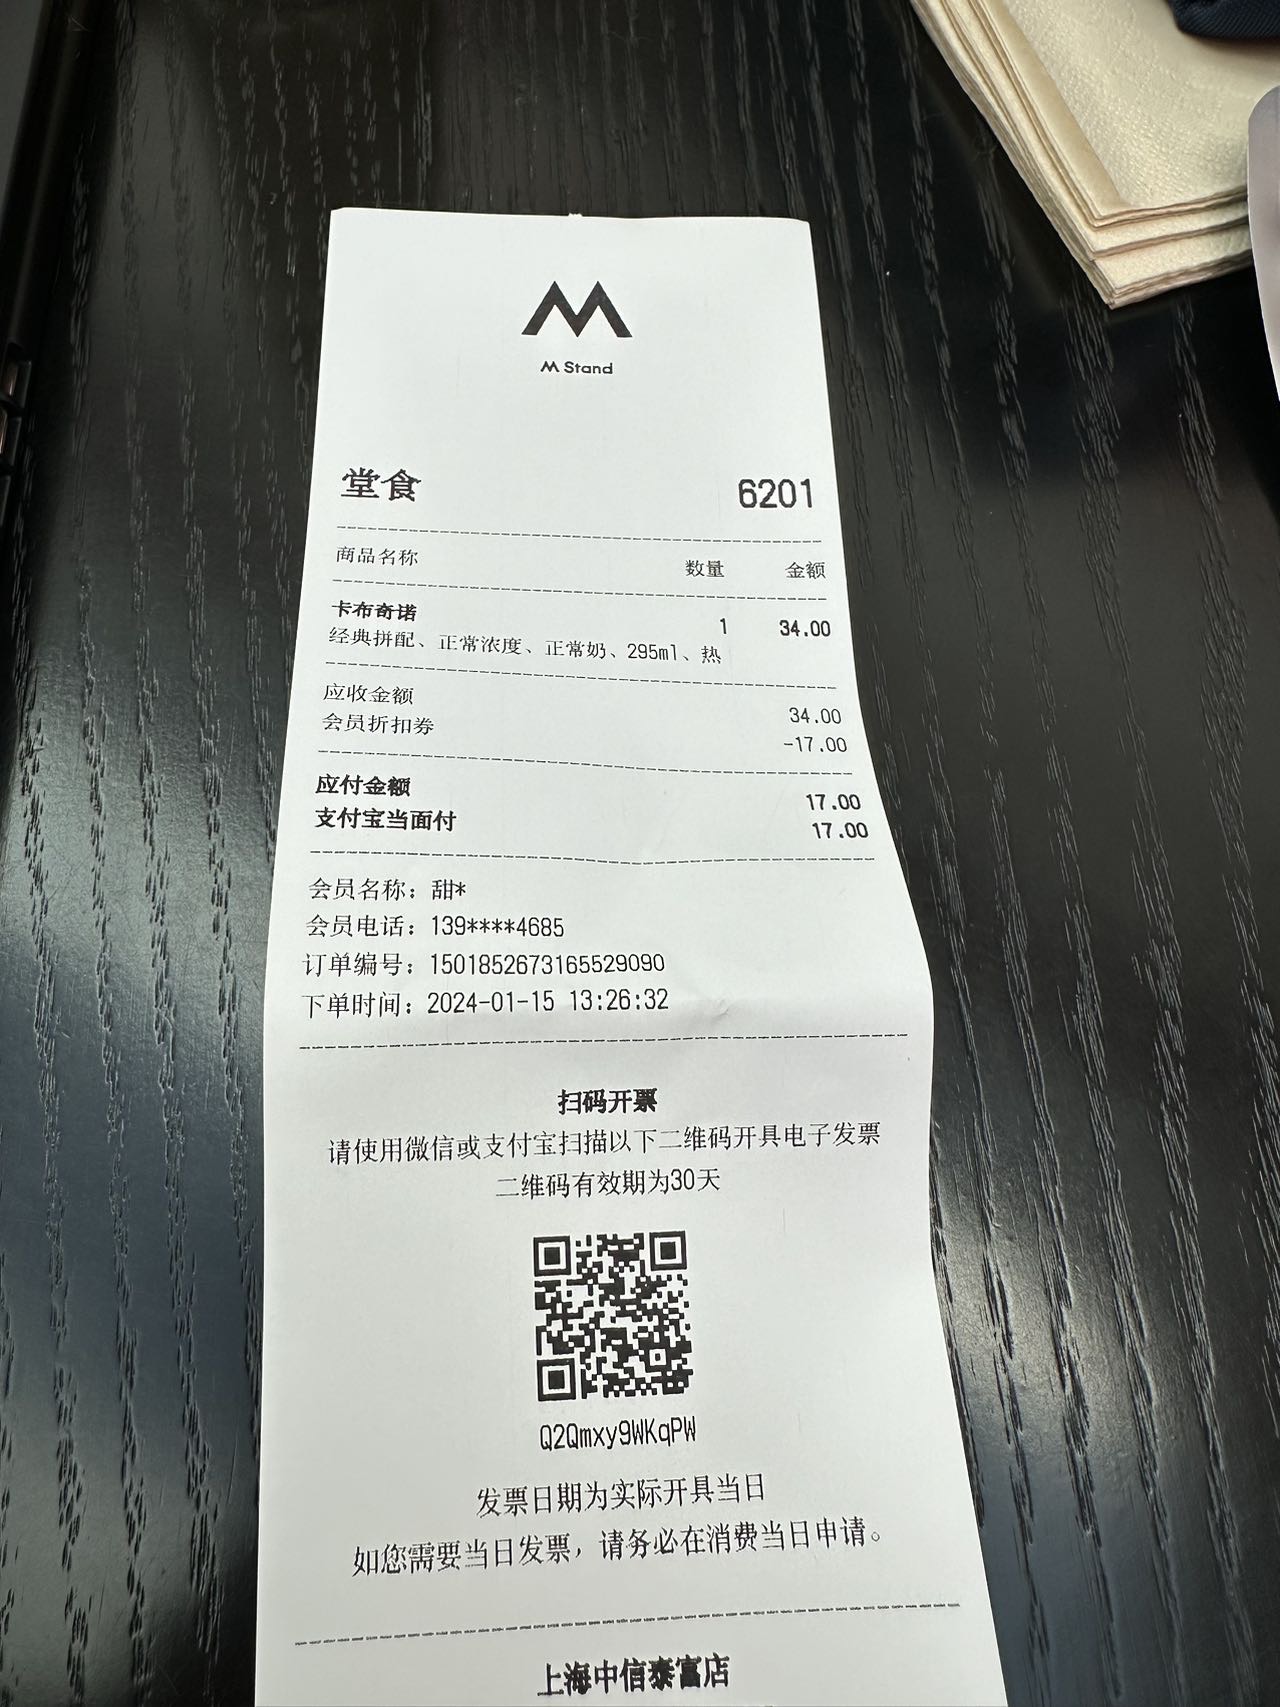 M Stand
堂食 6201
商品名称 数量 金额
卡布奇诺 1 34.00
经典拼配、正常浓度、正常奶、295ml、热
应收金额 34.00
会员折扣券 -17.00
应付金额 17.00
支付宝当面付 17.00
会员名称：甜*
会员电话：139****4685
订单编号：1501852673165529090
下单时间：2024-01-15 13:26:32
扫码开票
请使用微信或支付宝扫描以下二维码开具电子发票
二维码有效期为30天
Q2Qmxy9WKqPW
发票日期为实际开具当日
如您需要当日发票，请务必在消费当日申请。
上海中信泰富店